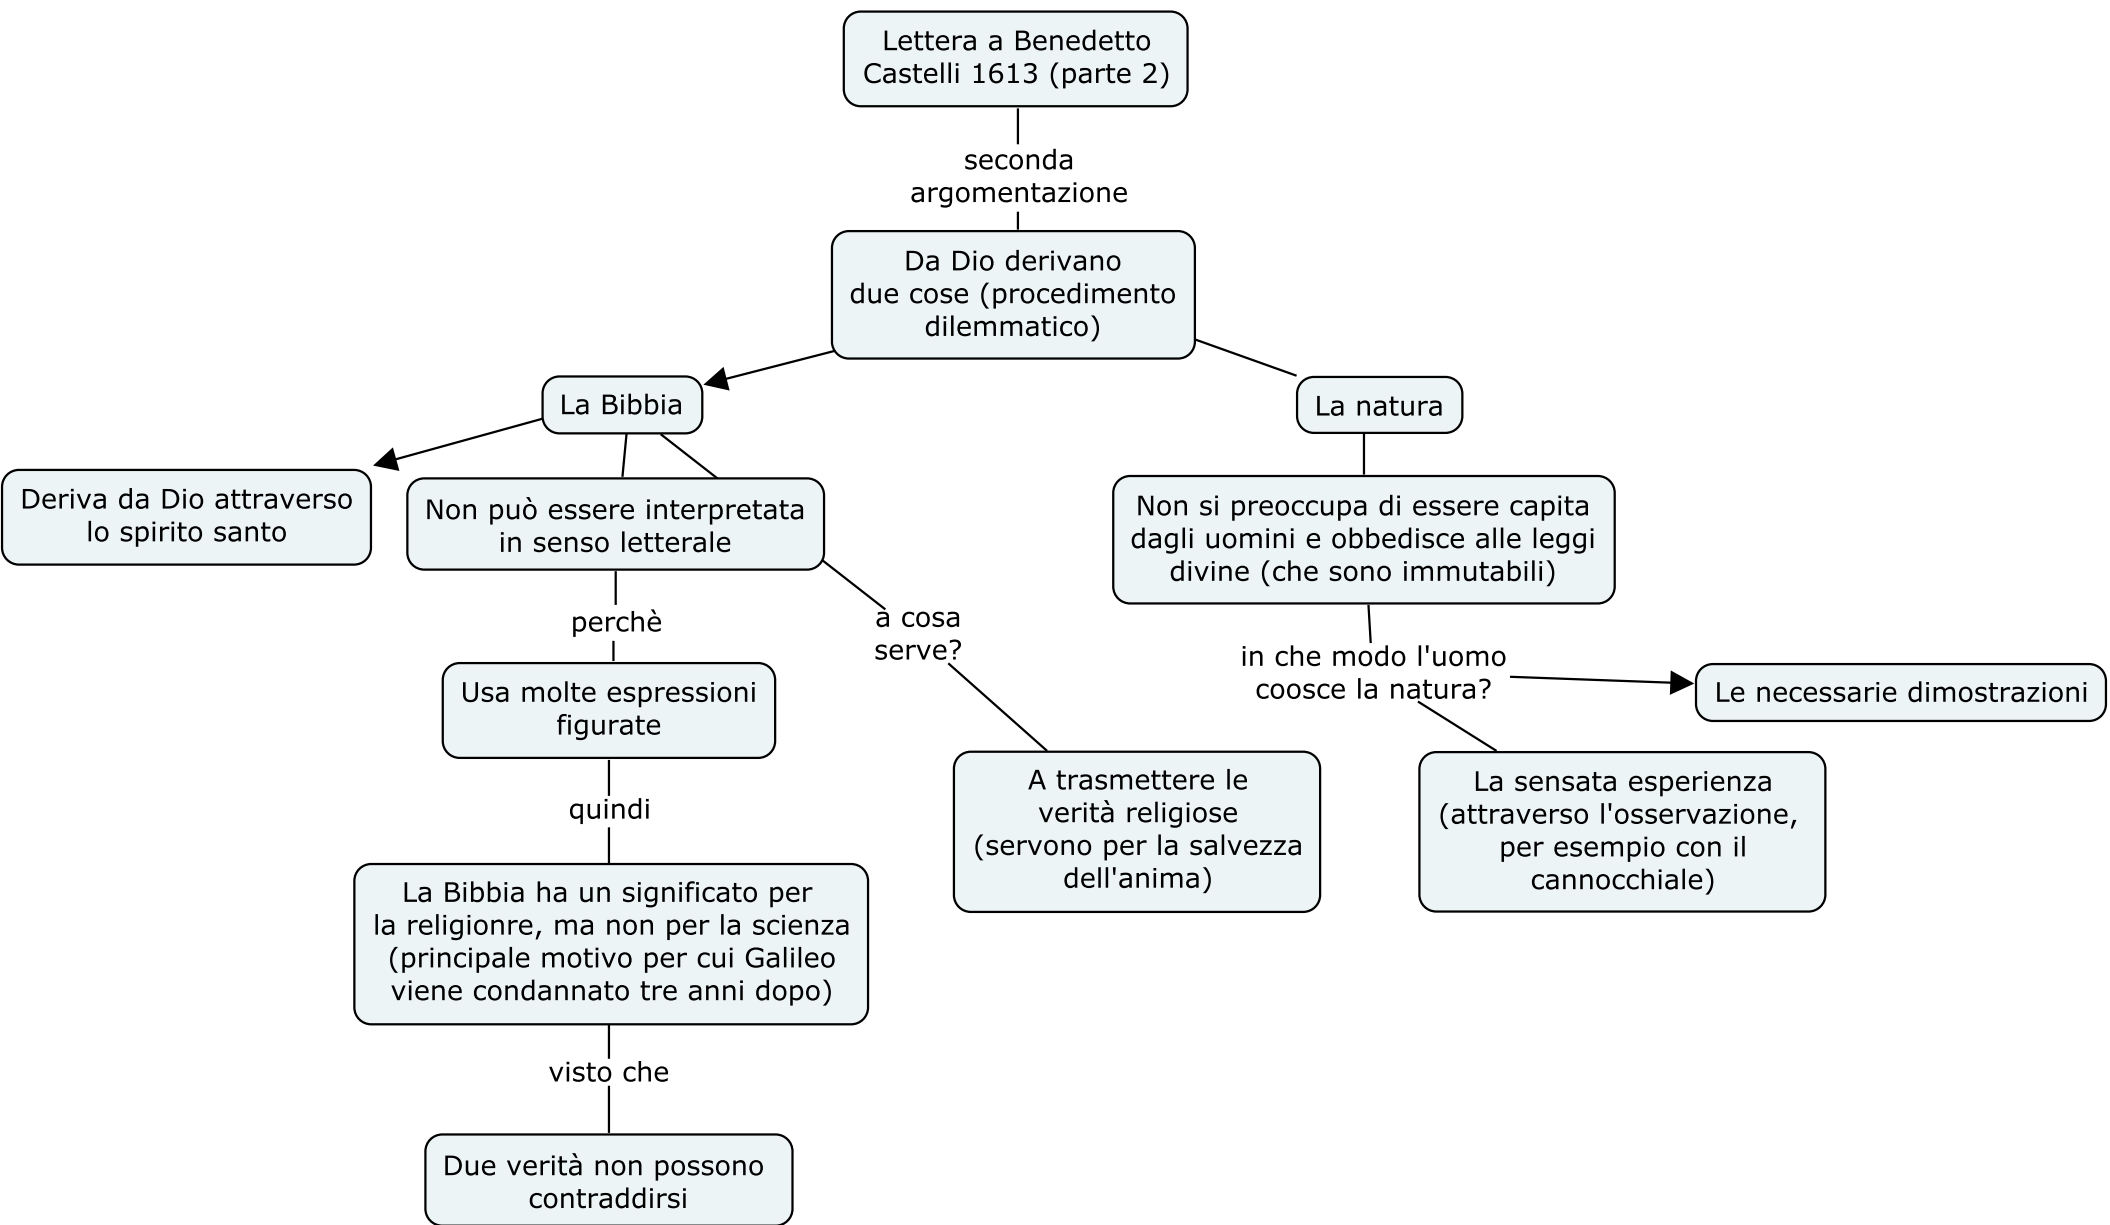 Lettera a Benedetto
Castelli 1613 (parte 2)
seconda
argomentazione
Da Dio derivano
due cose (procedimento
dilemmatico)
La Bibbia
La natura
Deriva da Dio attraverso
lo spirito santo
Non può essere interpretata
in senso letterale
Non si preoccupa di essere capita
dagli uomini e obbedisce alle leggi
divine (che sono immutabili)
perchè
a cosa
serve?
in che modo l'uomo
coosce la natura?
Usa molte espressioni
figurate
Le necessarie dimostrazioni
quindi
A trasmettere le
verità religiose
(servono per la salvezza
dell'anima)
La sensata esperienza
(attraverso l'osservazione,
per esempio con il
cannocchiale)
La Bibbia ha un significato per
la religionre, ma non per la scienza
(principale motivo per cui Galileo
viene condannato tre anni dopo)
visto che
Due verità non possono
contraddirsi